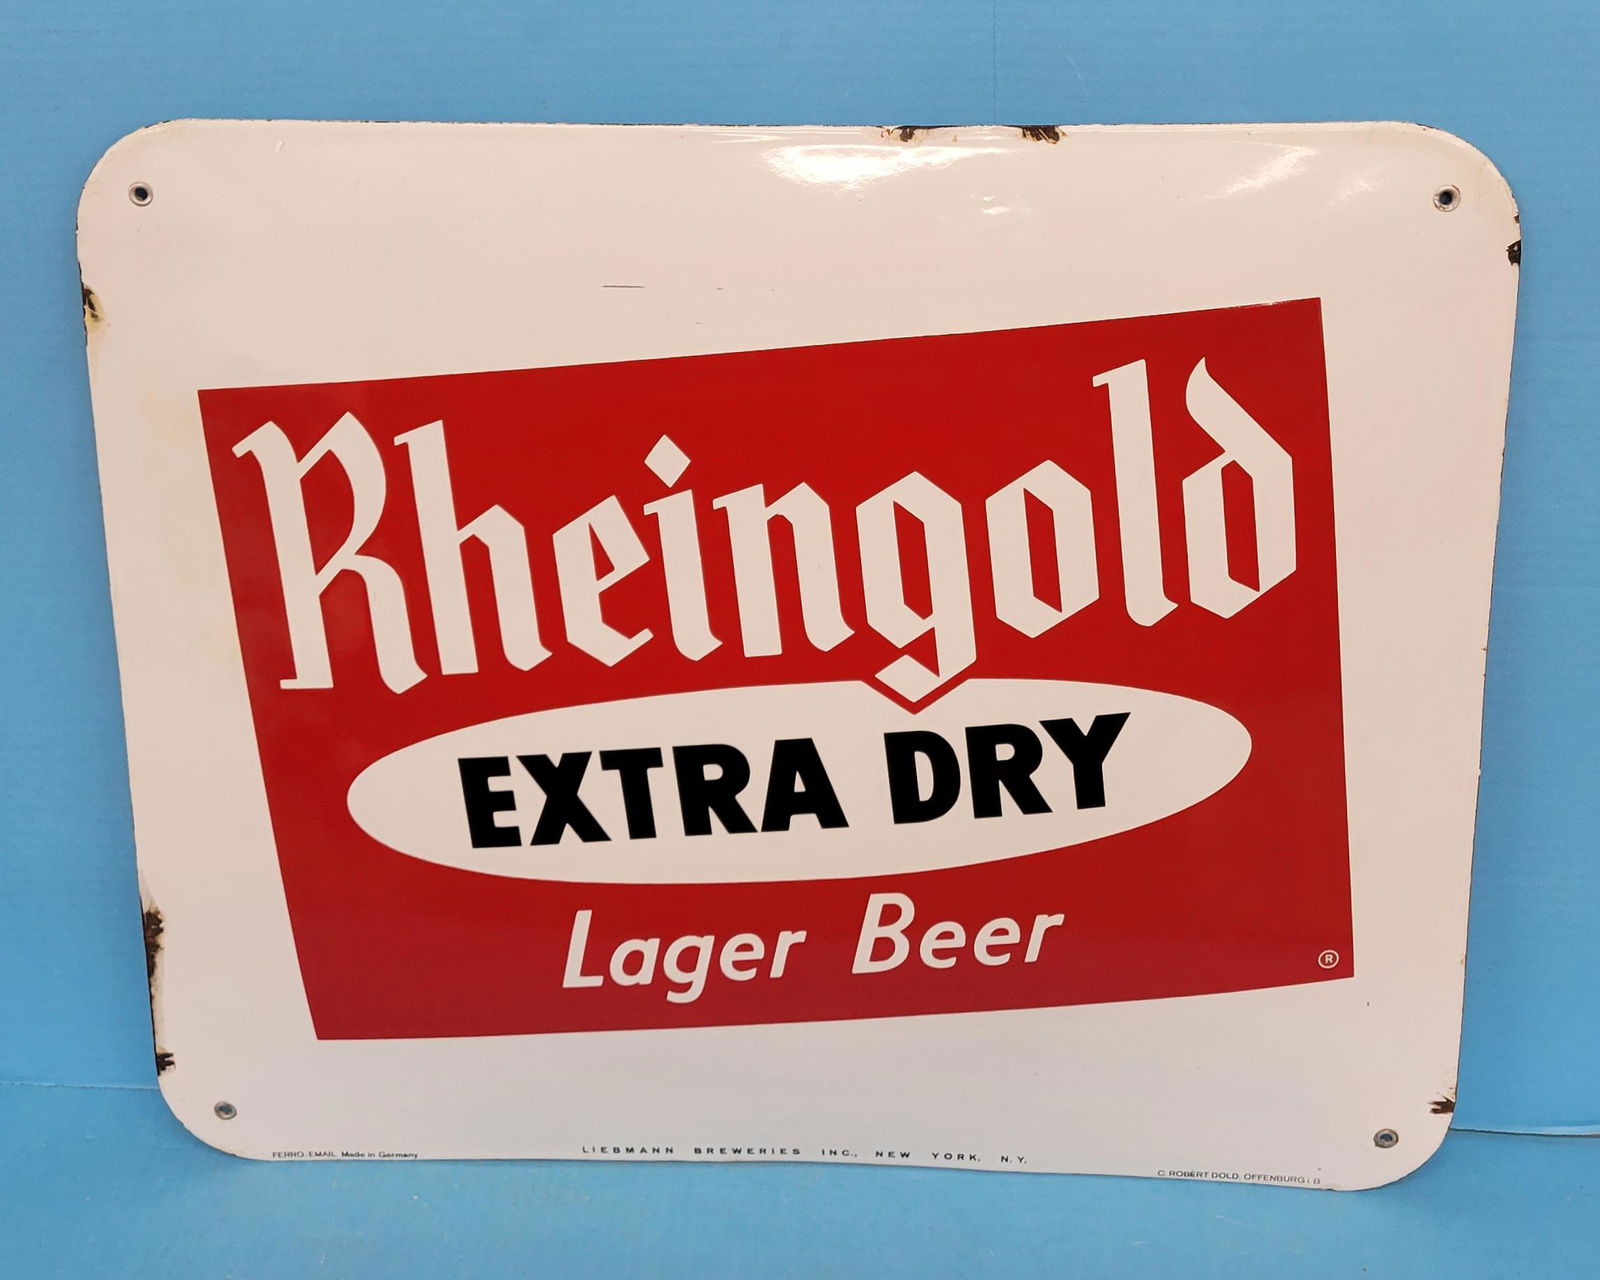 Rheingold
EXTRA DRY
Lager Beer
®
FERRO-EMAIL Made in Germany
LIEBMANN BREWERIES INC., NEW YORK, N.Y.
C. ROBERT DOLD, OFFENBURG i. B.